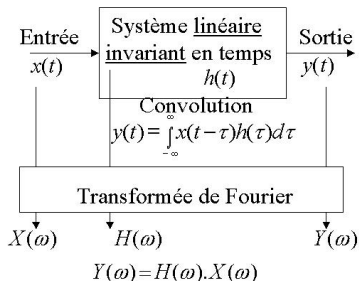 Système linéaire
Entrée
invariant en temps
Sortie
x(t)
h(t)
y(t)
Convolution
y(t) = ∫_{-∞}^{∞} x(t-τ)h(τ)dτ
Transformée de Fourier
X(ω)
H(ω)
Y(ω)
Y(ω)=H(ω).X(ω)